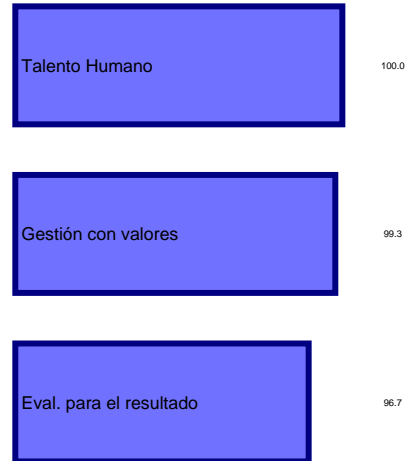 Talento Humano 100.0
Gestión con valores 99.3
Eval. para el resultado 96.7